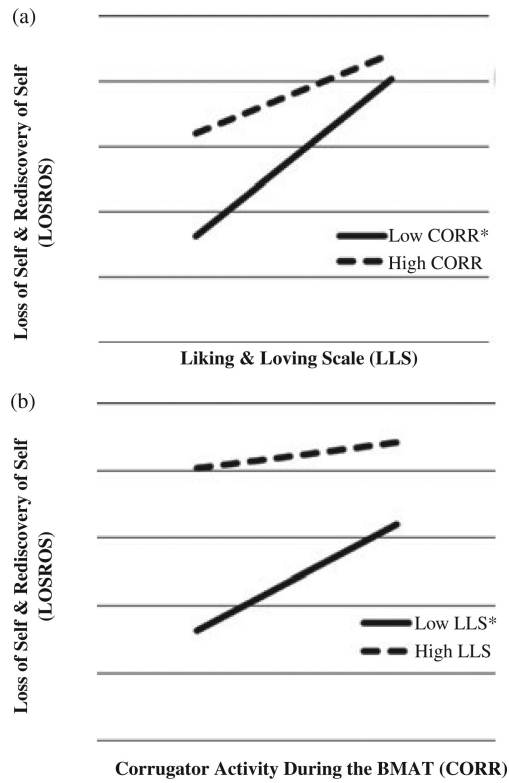 (a)
Loss of Self & Rediscovery of Self
(LOSROS)
Low CORR*
High CORR
Liking & Loving Scale (LLS)
(b)
Loss of Self & Rediscovery of Self
(LOSROS)
Low LLS*
High LLS
Corrugator Activity During the BMAT (CORR)